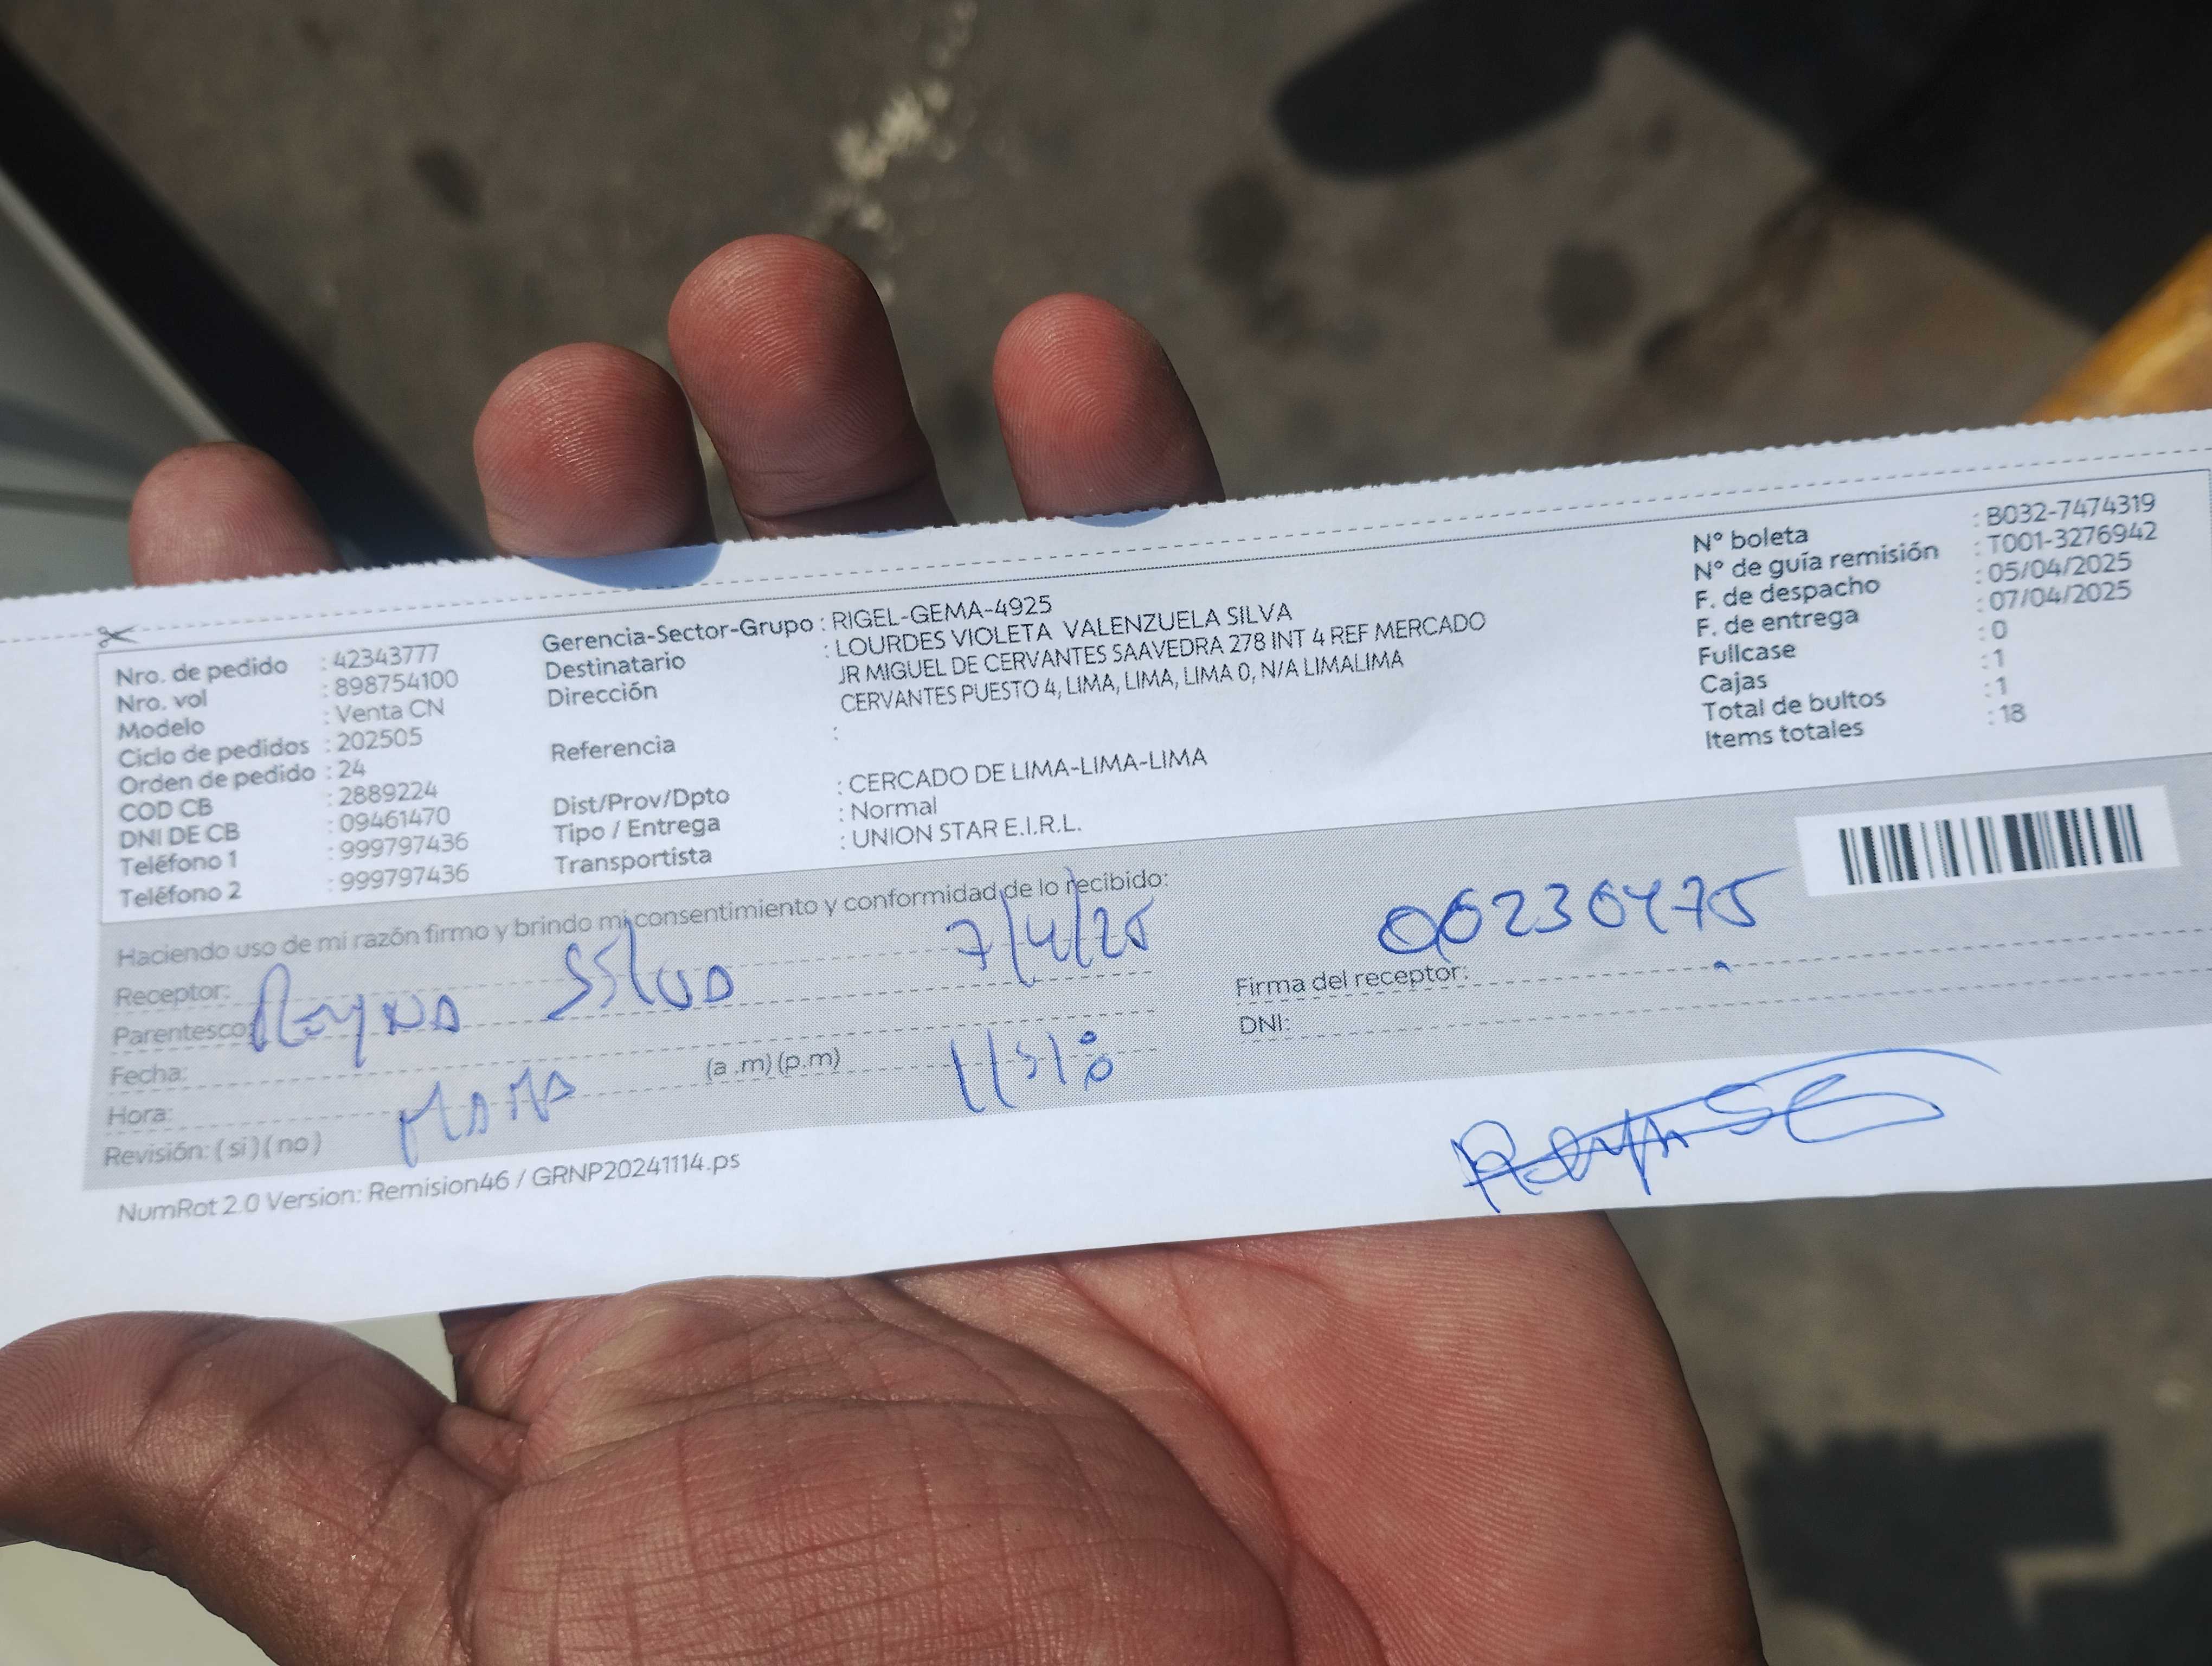 Nro. de pedido : 42343777
Nro. vol : 898754100
Modelo : Venta CN
Ciclo de pedidos : 202505
Orden de pedido : 24
COD CB : 2889224
DNI DE CB : 09461470
Teléfono 1 : 999797436
Teléfono 2 : 999797436
Gerencia-Sector-Grupo : RIGEL-GEMA-4925
Destinatario : LOURDES VIOLETA VALENZUELA SILVA
Dirección JR MIGUEL DE CERVANTES SAAVEDRA 278 INT 4 REF MERCADO
CERVANTES PUESTO 4, LIMA, LIMA, LIMA 0, N/A LIMALIMA
Referencia :
Dist/Prov/Dpto : CERCADO DE LIMA-LIMA-LIMA
Tipo / Entrega : Normal
Transportista : UNION STAR E.I.R.L.
N° boleta : B032-7474319
N° de guía remisión : T001-3276942
F. de despacho : 05/04/2025
F. de entrega : 07/04/2025
Fullcase : 0
Cajas : 1
Total de bultos : 1
Items totales : 18
Haciendo uso de mi razón firmo y brindo mi consentimiento y conformidad de lo recibido:
Receptor: 7/4/25
Parentesco:
Fecha:
Hora: (a .m) (p.m)
Revisión: ( si ) ( no )
Firma del receptor:
DNI:
NumRot 2.0 Version: Remision46 / GRNP20241114.ps